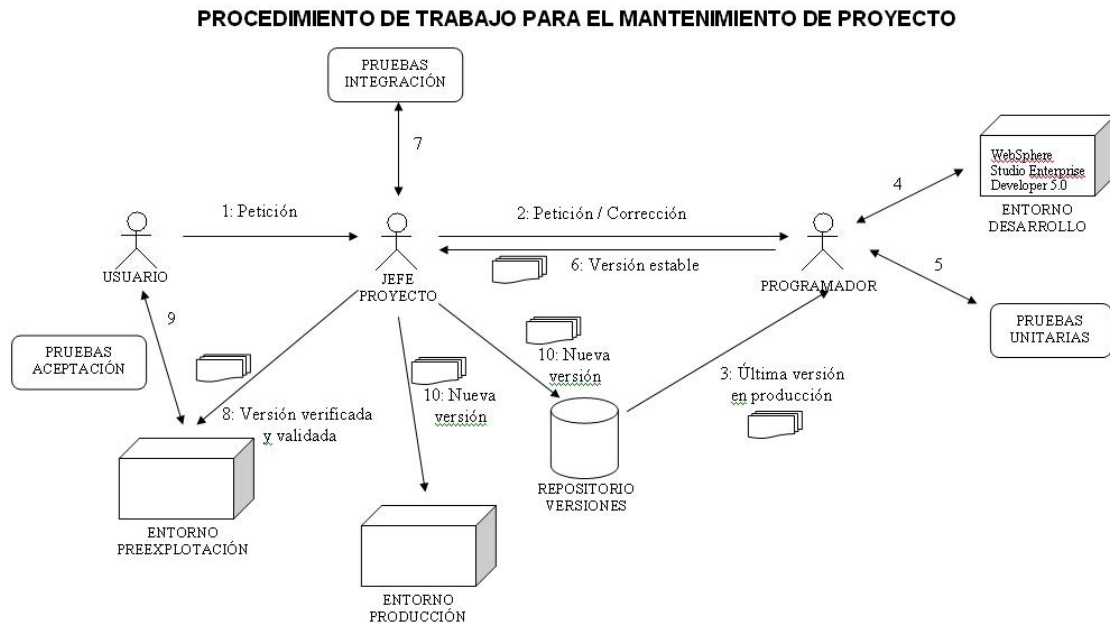 PROCEDIMIENTO DE TRABAJO PARA EL MANTENIMIENTO DE PROYECTO
PRUEBAS
INTEGRACIÓN
7
WebSphere
Studio Enterprise
Developer 5.0
ENTORNO
DESARROLLO
4
1: Petición
2: Petición / Corrección
6: Versión estable
USUARIO
JEFE
PROYECTO
PROGRAMADOR
5
PRUEBAS
UNITARIAS
9
PRUEBAS
ACEPTACIÓN
8: Versión verificada
y validada
10: Nueva
versión
10: Nueva
versión
3: Última versión
en producción
REPOSITORIO
VERSIONES
ENTORNO
PREEXPLOTACIÓN
ENTORNO
PRODUCCIÓN